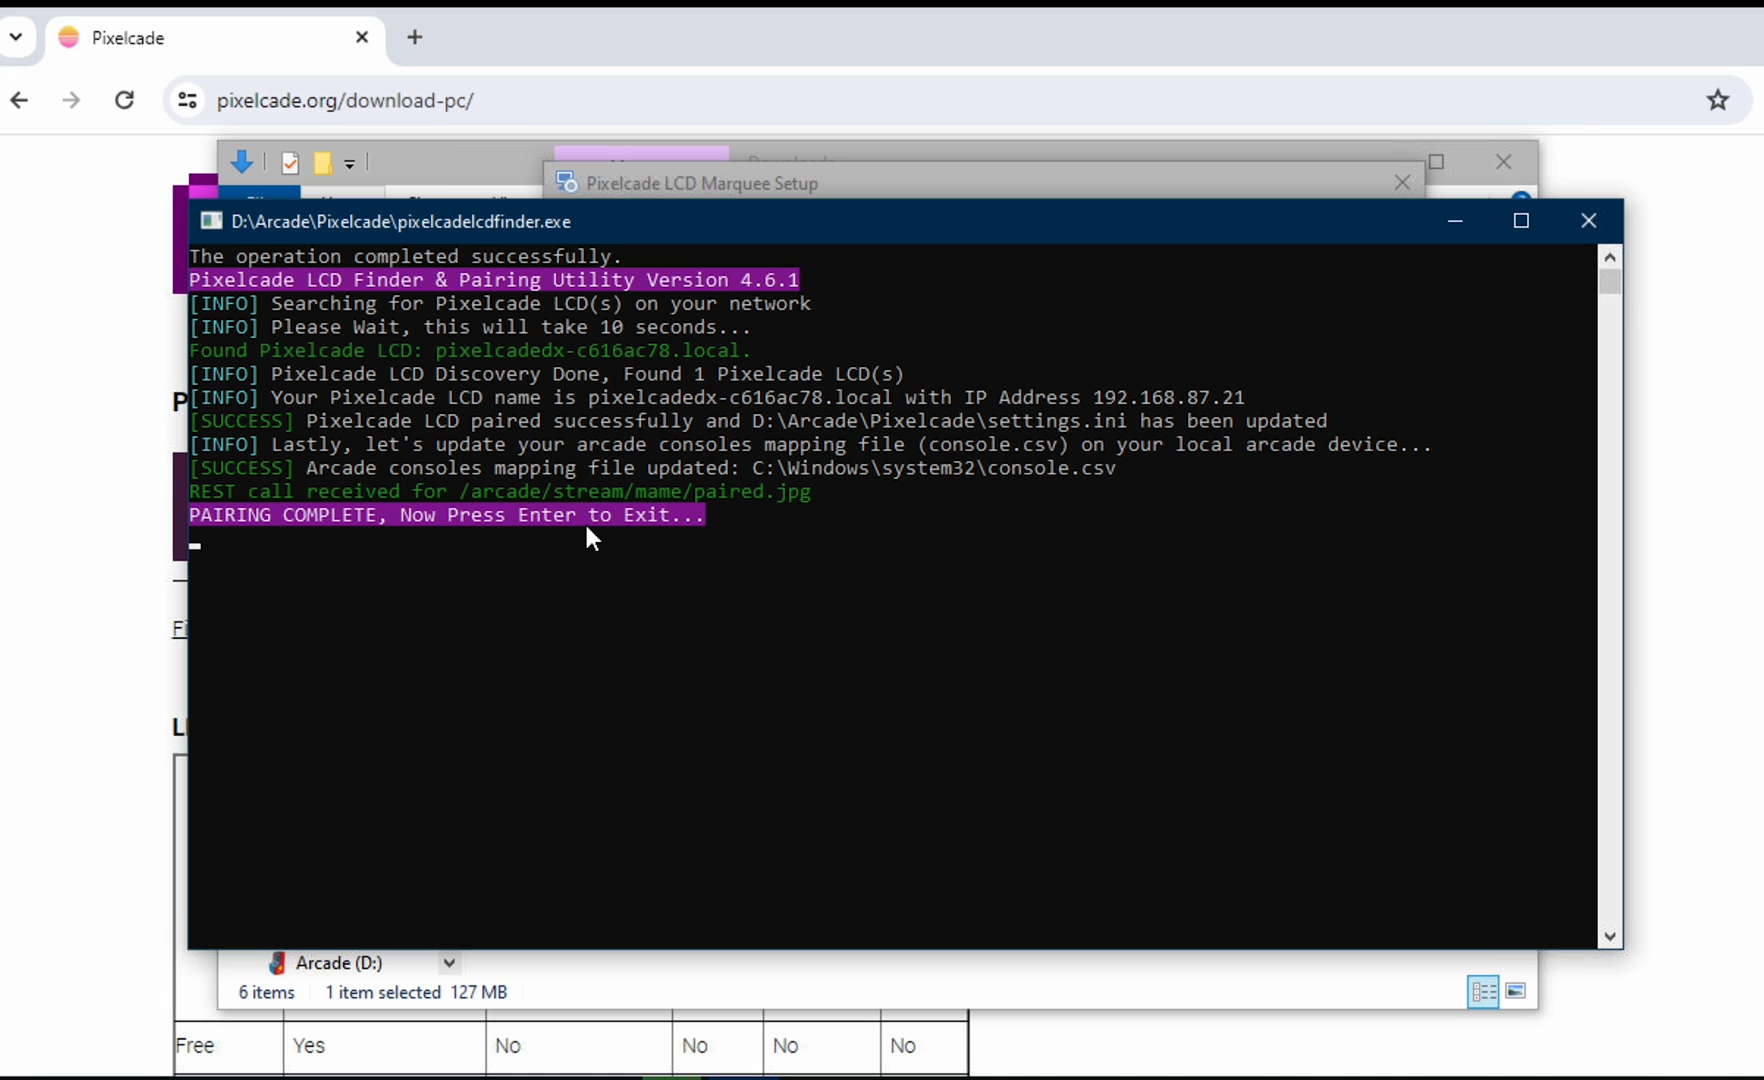 Pixelcade
pixelcade.org/download-pc/
Pixelcade LCD Marquee Setup
D:\Arcade\Pixelcade\pixelcadelcdfinder.exe
The operation completed successfully.
Pixelcade LCD Finder & Pairing Utility Version 4.6.1
[INFO] Searching for Pixelcade LCD(s) on your network
[INFO] Please Wait, this will take 10 seconds...
Found Pixelcade LCD: pixelcadedx-c616ac78.local.
[INFO] Pixelcade LCD Discovery Done, Found 1 Pixelcade LCD(s)
[INFO] Your Pixelcade LCD name is pixelcadedx-c616ac78.local with IP Address 192.168.87.21
[SUCCESS] Pixelcade LCD paired successfully and D:\Arcade\Pixelcade\settings.ini has been updated
[INFO] Lastly, let's update your arcade consoles mapping file (console.csv) on your local arcade device...
[SUCCESS] Arcade consoles mapping file updated: C:\Windows\system32\console.csv
REST call received for /arcade/stream/mame/paired.jpg
PAIRING COMPLETE, Now Press Enter to Exit...
Arcade (D:)
6 items 1 item selected 127 MB
Free Yes No No No No